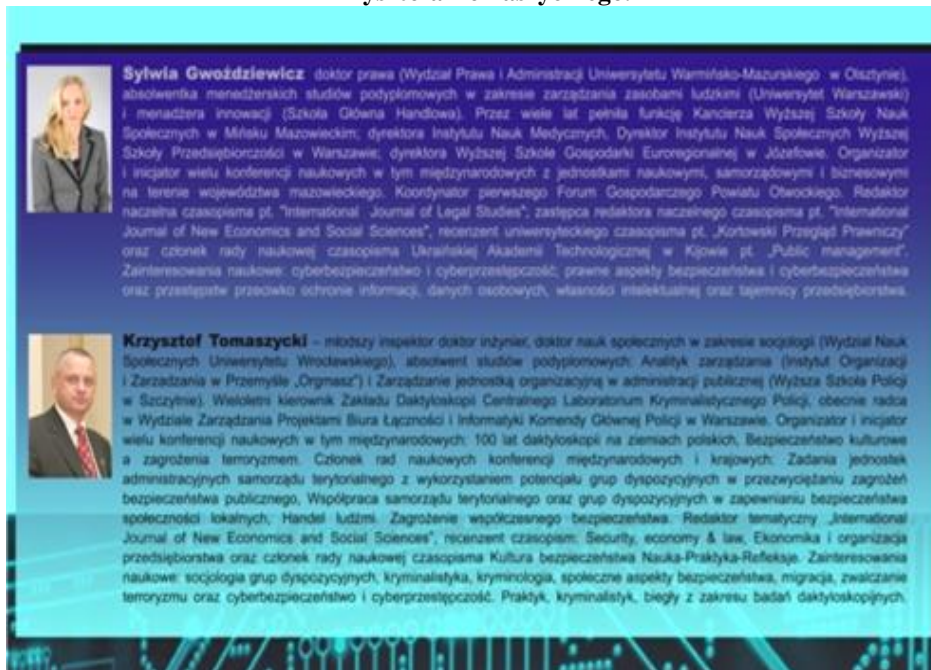 Sylwia Gwoździewicz doktor prawa (Wydział Prawa i Administracji Uniwersytetu Warmińsko-Mazurskiego w Olsztynie),
absolwentka menedżerskich studiów podyplomowych w zakresie zarządzania zasobami ludzkimi (Uniwersytet Warszawski)
i menadżera innowacji (Szkoła Główna Handlowa). Przez wiele lat pełniła funkcję Kanclerza Wyższej Szkoły Nauk
Społecznych w Mińsku Mazowieckim; dyrektora Instytutu Nauk Medycznych, Dyrektor Instytutu Nauk Społecznych Wyższej
Szkoły Przedsiębiorczości w Warszawie; dyrektora Wyższej Szkole Gospodarki Euroregionalnej w Józefowie. Organizator
i inicjator wielu konferencji naukowych w tym międzynarodowych z jednostkami naukowymi, samorządowymi i biznesowymi
na terenie województwa mazowieckiego. Koordynator pierwszego Forum Gospodarczego Powiatu Otwockiego. Redaktor
naczelna czasopisma pt. "International Journal of Legal Studies"; zastępca redaktora naczelnego czasopisma pt. "International
Journal of New Economics and Social Sciences", recenzent uniwersyteckiego czasopisma pt. „Kortowski Przegląd Prawniczy"
oraz członek rady naukowej czasopisma Ukraińskiej Akademii Technologicznej w Kijowie pt. „Public management".
Zainteresowania naukowe: cyberbezpieczeństwo i cyberprzestępczość; prawne aspekty bezpieczeństwa i cyberbezpieczeństwa
oraz przestępstw przeciwko ochronie informacji, danych osobowych, własności intelektualnej oraz tajemnicy przedsiębiorstwa.
Krzysztof Tomaszycki – młodszy inspektor doktor inżynier, doktor nauk społecznych w zakresie socjologii (Wydział Nauk
Społecznych Uniwersytetu Wrocławskiego), absolwent studiów podyplomowych: Analityk zarządzania (Instytut Organizacji
i Zarzadzania w Przemyśle „Orgmasz") i Zarządzanie jednostką organizacyjną w administracji publicznej (Wyższa Szkoła Policji
w Szczytnie). Wieloletni kierownik Zakładu Daktyloskopii Centralnego Laboratorium Kryminalistycznego Policji, obecnie radca
w Wydziale Zarządzania Projektami Biura Łączności i Informatyki Komendy Głównej Policji w Warszawie. Organizator i inicjator
wielu konferencji naukowych w tym międzynarodowych: 100 lat daktyloskopii na ziemiach polskich, Bezpieczeństwo kulturowe
a zagrożenia terroryzmem. Członek rad naukowych konferencji międzynarodowych i krajowych: Zadania jednostek
administracyjnych samorządu terytorialnego z wykorzystaniem potencjału grup dyspozycyjnych w przezwyciężaniu zagrożeń
bezpieczeństwa publicznego, Współpraca samorządu terytorialnego oraz grup dyspozycyjnych w zapewnianiu bezpieczeństwa
społeczności lokalnych, Handel ludźmi. Zagrożenie współczesnego bezpieczeństwa. Redaktor tematyczny „International
Journal of New Economics and Social Sciences", recenzent czasopism: Security, economy & law, Ekonomika i organizacja
przedsiębiorstwa oraz członek rady naukowej czasopisma Kultura bezpieczeństwa Nauka-Praktyka-Refleksje. Zainteresowania
naukowe: socjologia grup dyspozycyjnych, kryminalistyka, kryminologia, społeczne aspekty bezpieczeństwa, migracja, zwalczanie
terroryzmu oraz cyberbezpieczeństwo i cyberprzestępczość. Praktyk, kryminalistyk, biegły z zakresu badań daktyloskopijnych.